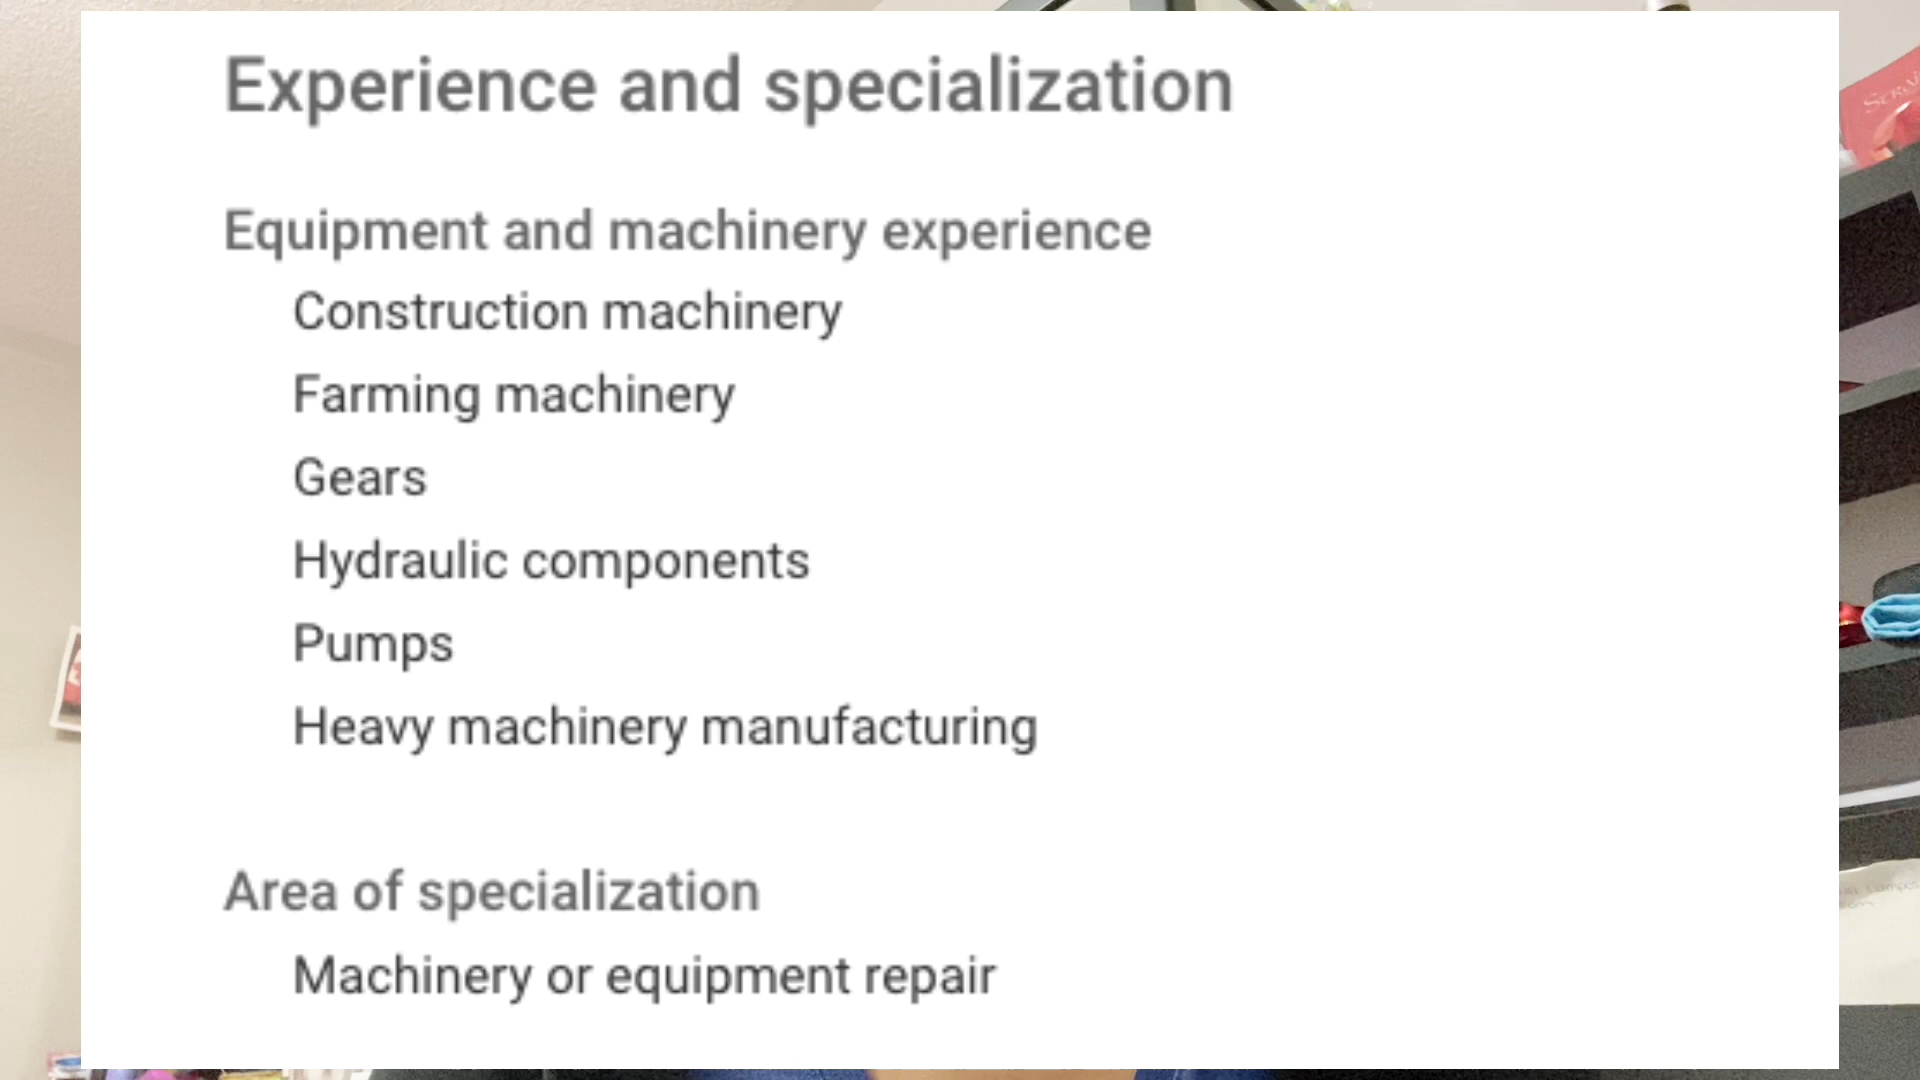 Experience and specialization
Equipment and machinery experience
Construction machinery
Farming machinery
Gears
Hydraulic components
Pumps
Heavy machinery manufacturing
Area of specialization
Machinery or equipment repair